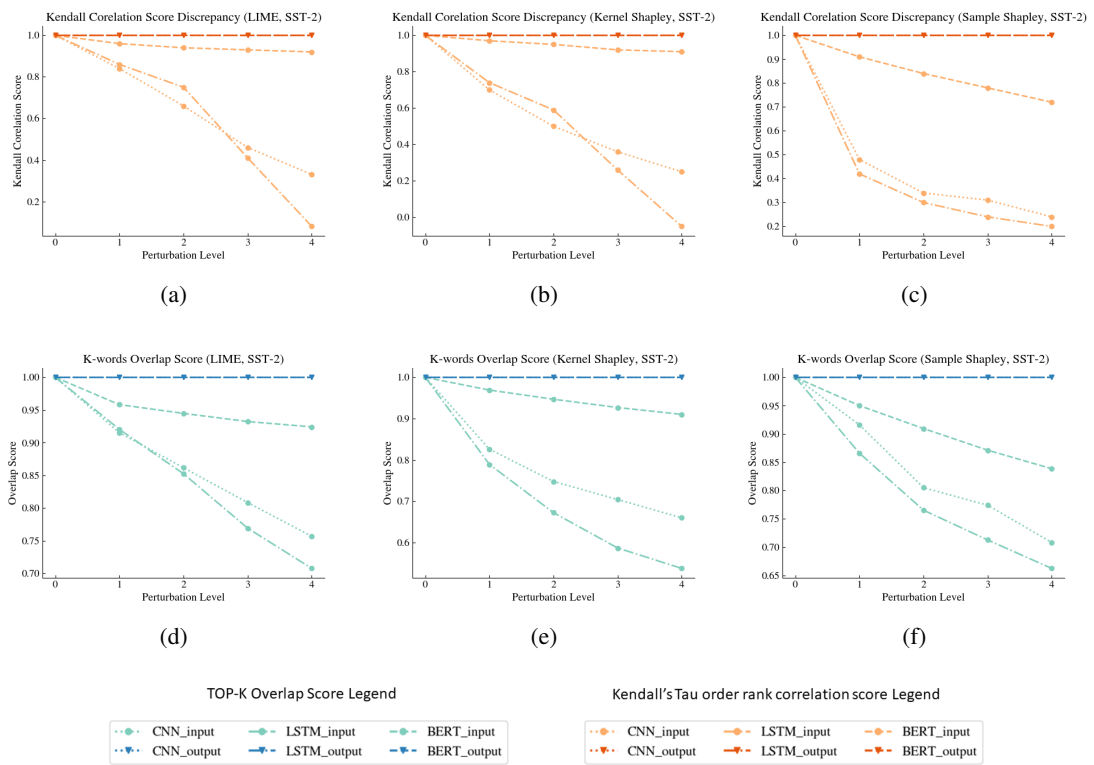 Kendall Corelation Score Discrepancy (LIME, SST-2)
Kendall Corelation Score
1.0
0.8
0.6
0.4
0.2
0 1 2 3 4
Perturbation Level
(a)
Kendall Corelation Score Discrepancy (Kernel Shapley, SST-2)
Kendall Corelation Score
1.0
0.8
0.6
0.4
0.2
0.0
0 1 2 3 4
Perturbation Level
(b)
Kendall Corelation Score Discrepancy (Sample Shapley, SST-2)
Kendall Corelation Score
1.0
0.9
0.8
0.7
0.6
0.5
0.4
0.3
0.2
0 1 2 3 4
Perturbation Level
(c)
K-words Overlap Score (LIME, SST-2)
Overlap Score
1.00
0.95
0.90
0.85
0.80
0.75
0.70
0 1 2 3 4
Perturbation Level
(d)
K-words Overlap Score (Kernel Shapley, SST-2)
Overlap Score
1.0
0.9
0.8
0.7
0.6
0 1 2 3 4
Perturbation Level
(e)
K-words Overlap Score (Sample Shapley, SST-2)
Overlap Score
1.00
0.95
0.90
0.85
0.80
0.75
0.70
0.65
0 1 2 3 4
Perturbation Level
(f)
TOP-K Overlap Score Legend
CNN_input LSTM_input BERT_input
CNN_output LSTM_output BERT_output
Kendall's Tau order rank correlation score Legend
CNN_input LSTM_input BERT_input
CNN_output LSTM_output BERT_output